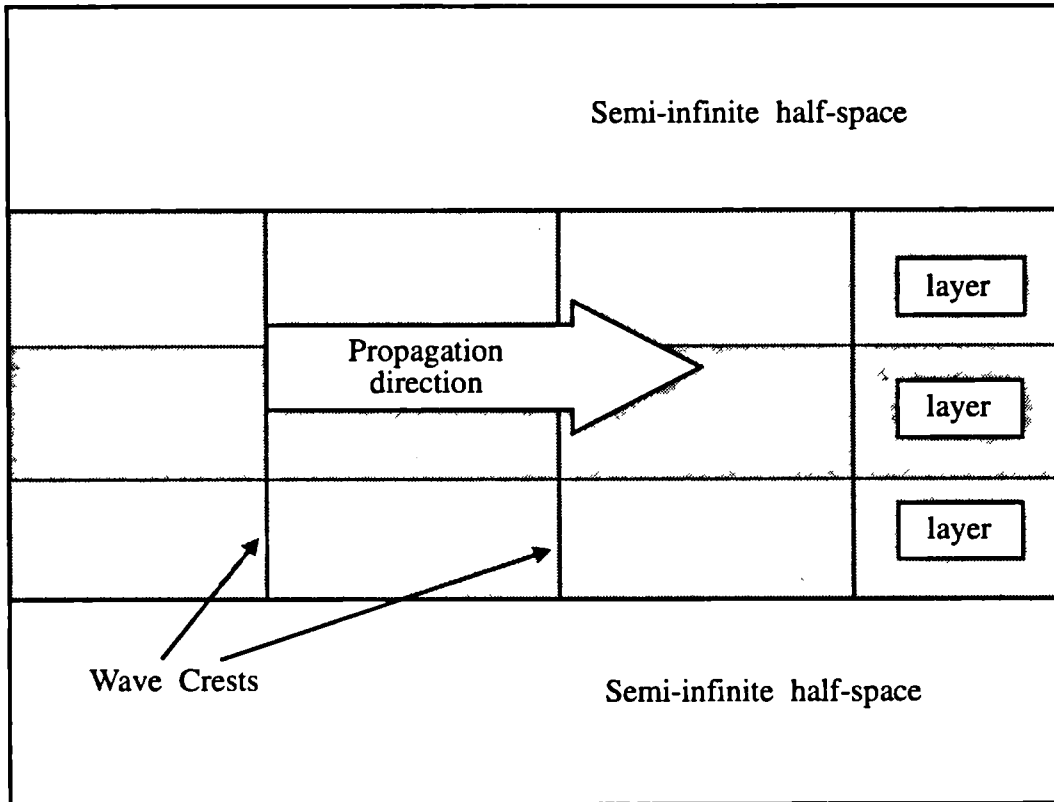 Semi-infinite half-space
layer
Propagation
direction
layer
layer
Wave Crests
Semi-infinite half-space